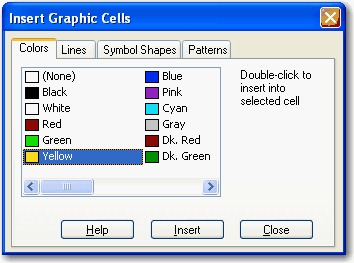 Insert Graphic Cells
Colors Lines Symbol Shapes Patterns
(None) Blue
Black Pink
White Cyan
Red Gray
Green Dk. Red
Yellow Dk. Green
Double-click to
insert into
selected cell
Help Insert Close